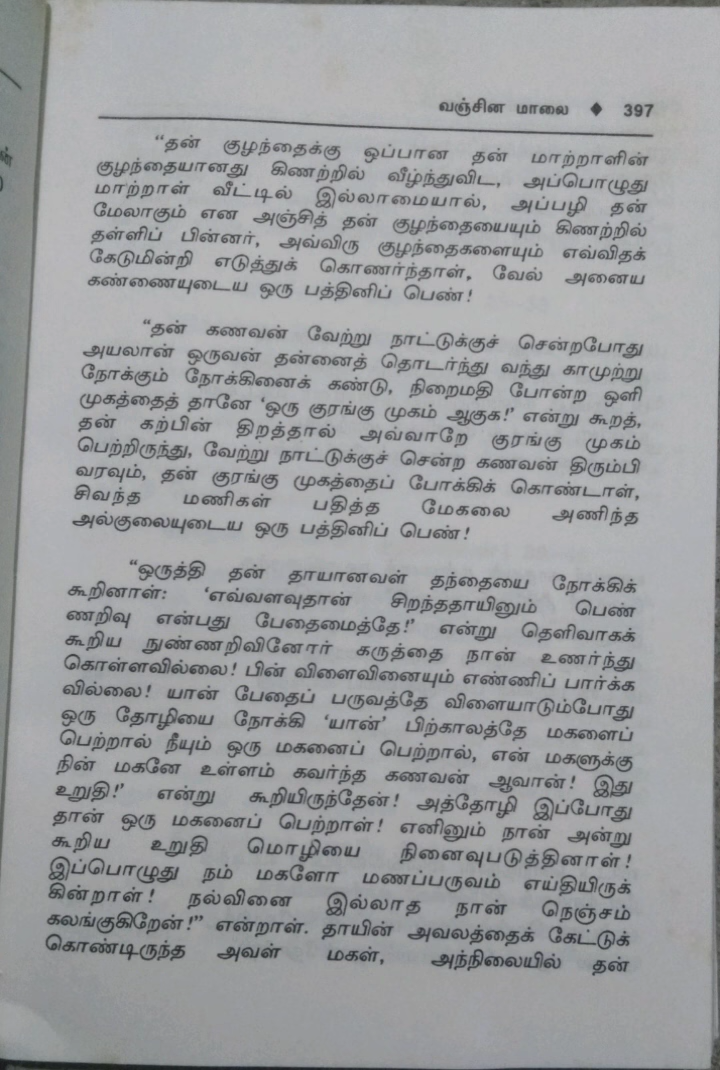 வஞ்சின மாலை ◆ 397
“தன் குழந்தைக்கு ஒப்பான தன் மாற்றாளின்
குழந்தையானது கிணற்றில் வீழ்ந்துவிட, அப்பொழுது
மாற்றாள் வீட்டில் இல்லாமையால், அப்பழி தன்
மேலாகும் என அஞ்சித் தன் குழந்தையையும் கிணற்றில்
தள்ளிப் பின்னர், அவ்விரு குழந்தைகளையும் எவ்விதக்
கேடுமின்றி எடுத்துக் கொணர்ந்தாள், வேல் அனைய
கண்ணையுடைய ஒரு பத்தினிப் பெண்!
“தன் கணவன் வேற்று நாட்டுக்குச் சென்றபோது
அயலான் ஒருவன் தன்னைத் தொடர்ந்து வந்து காமுற்று
நோக்கும் நோக்கினைக் கண்டு, நிறைமதி போன்ற ஒளி
முகத்தைத் தானே ‘ஒரு குரங்கு முகம் ஆகுக!’ என்று கூறத்,
தன் கற்பின் திறத்தால் அவ்வாறே குரங்கு முகம்
பெற்றிருந்து, வேற்று நாட்டுக்குச் சென்ற கணவன் திரும்பி
வரவும், தன் குரங்கு முகத்தைப் போக்கிக் கொண்டாள்,
சிவந்த மணிகள் பதித்த மேகலை அணிந்த
அல்குலையுடைய ஒரு பத்தினிப் பெண்!
“ஒருத்தி தன் தாயானவள் தந்தையை நோக்கிக்
கூறினாள்: ‘எவ்வளவுதான் சிறந்ததாயினும் பெண்
ணறிவு என்பது பேதைமைத்தே!’ என்று தெளிவாகக்
கூறிய நுண்ணறிவினோர் கருத்தை நான் உணர்ந்து
கொள்ளவில்லை! பின் விளைவினையும் எண்ணிப் பார்க்க
வில்லை! யான் பேதைப் பருவத்தே விளையாடும்போது
ஒரு தோழியை நோக்கி ‘யான்’ பிற்காலத்தே மகளைப்
பெற்றால் நீயும் ஒரு மகனைப் பெற்றால், என் மகளுக்கு
நின் மகனே உள்ளம் கவர்ந்த கணவன் ஆவான்! இது
உறுதி!’ என்று கூறியிருந்தேன்! அத்தோழி இப்போது
தான் ஒரு மகனைப் பெற்றாள்! எனினும் நான் அன்று
கூறிய உறுதி மொழியை நினைவுபடுத்தினாள்!
இப்பொழுது நம் மகளோ மணப்பருவம் எய்தியிருக்
கின்றாள்! நல்வினை இல்லாத நான் நெஞ்சம்
கலங்குகிறேன்!” என்றாள். தாயின் அவலத்தைக் கேட்டுக்
கொண்டிருந்த அவள் மகள், அந்நிலையில் தன்